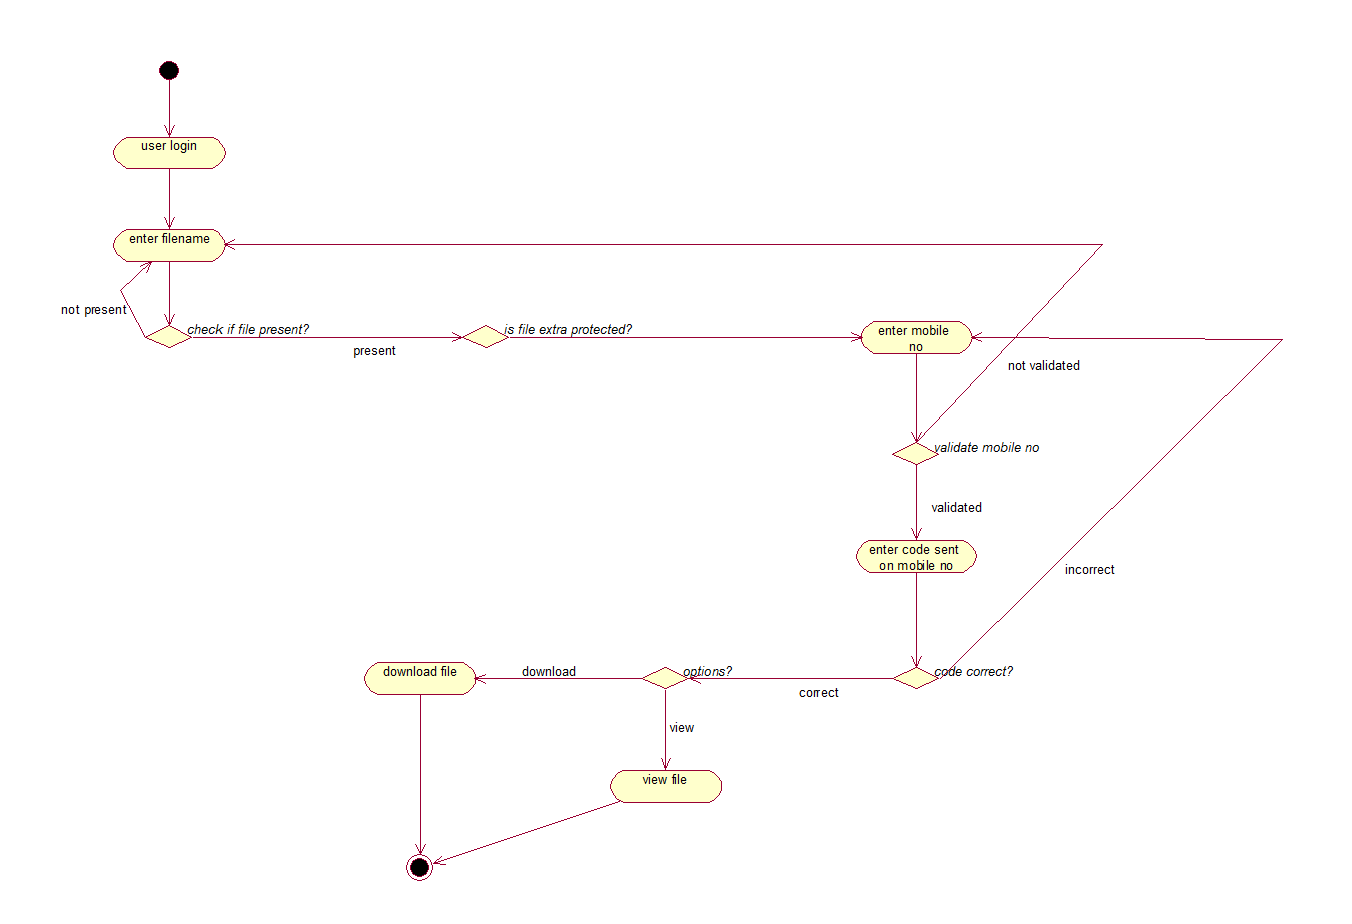 user login
enter filename
not present
check if file present?
present
is file extra protected?
enter mobile
no
not validated
validate mobile no
validated
enter code sent
on mobile no
incorrect
code correct?
correct
options?
download
download file
view
view file